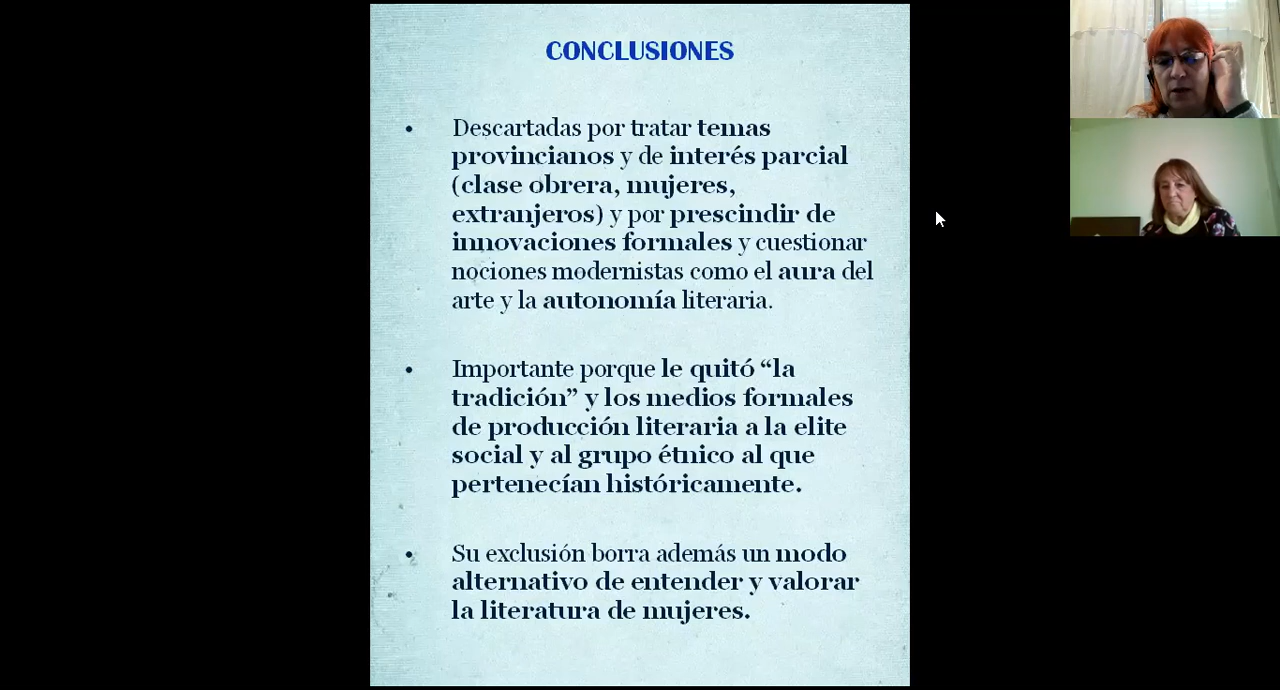 CONCLUSIONES
• Descartadas por tratar temas
provincianos y de interés parcial
(clase obrera, mujeres,
extranjeros) y por prescindir de
innovaciones formales y cuestionar
nociones modernistas como el aura del
arte y la autonomía literaria.
• Importante porque le quitó “la
tradición” y los medios formales
de producción literaria a la elite
social y al grupo étnico al que
pertenecían históricamente.
• Su exclusión borra además un modo
alternativo de entender y valorar
la literatura de mujeres.